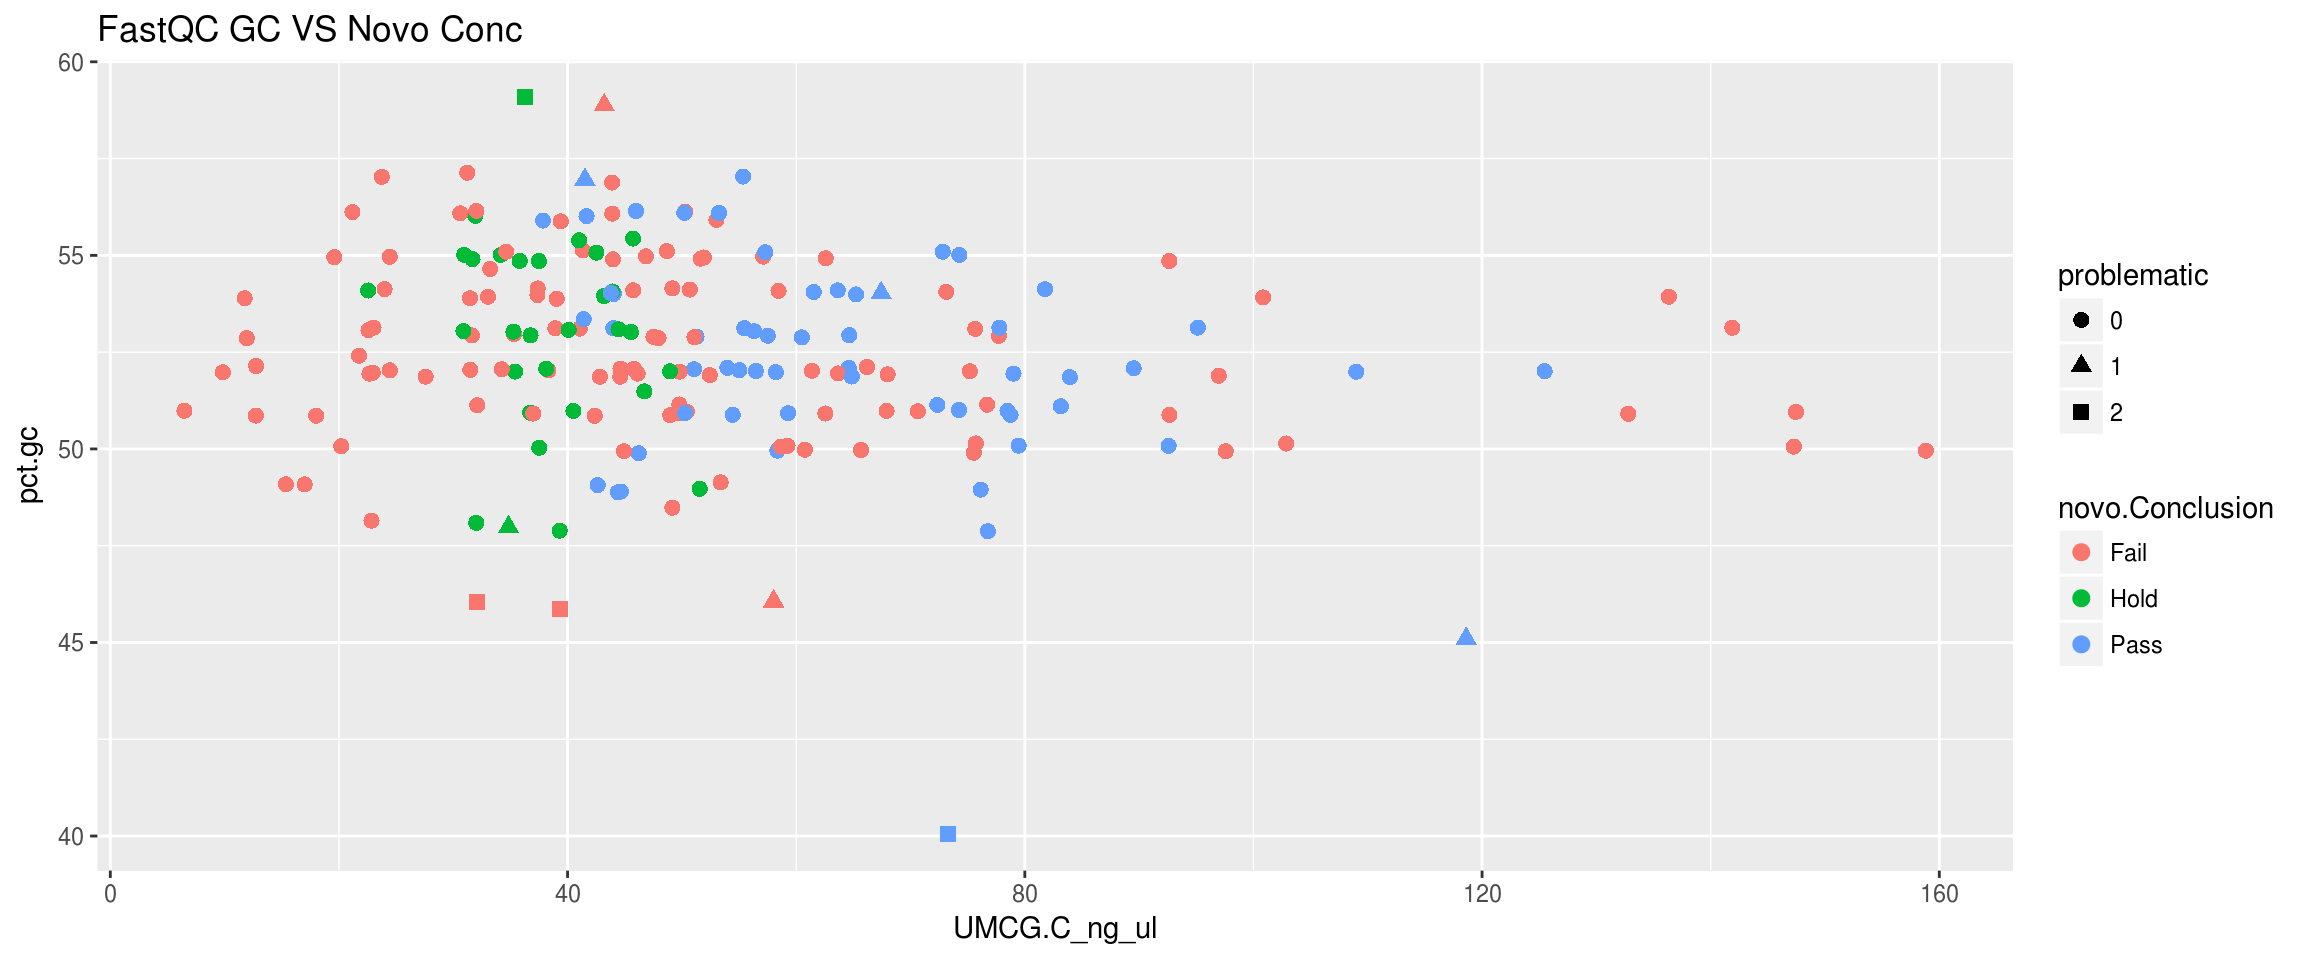 FastQC GC VS Novo Conc
60
55
50
45
40
pct.gc
0 40 80 120 160
UMCG.C_ng_ul
problematic
0
1
2
novo.Conclusion
Fail
Hold
Pass